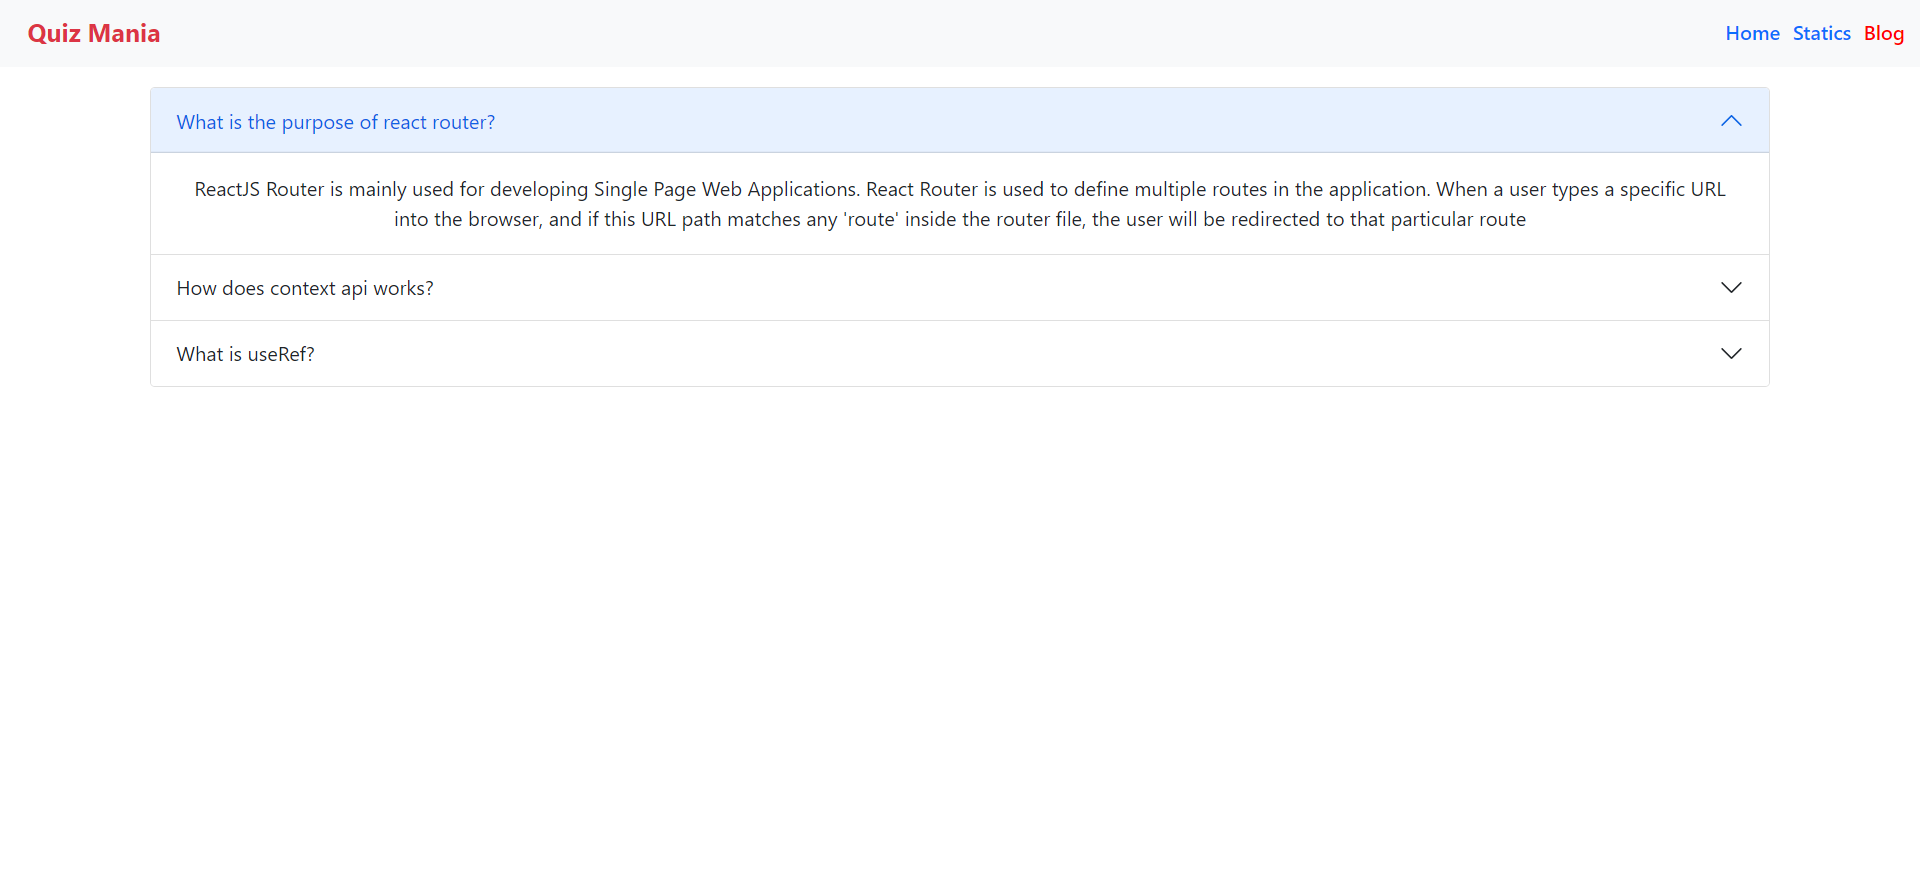 Quiz Mania
Home Statics Blog
What is the purpose of react router?
ReactJS Router is mainly used for developing Single Page Web Applications. React Router is used to define multiple routes in the application. When a user types a specific URL
into the browser, and if this URL path matches any 'route' inside the router file, the user will be redirected to that particular route
How does context api works?
What is useRef?